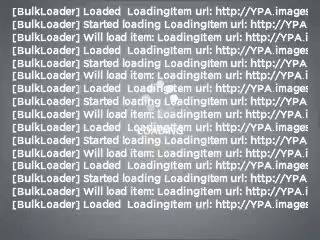 [BulkLoader] Loaded LoadingItem url: http://YPA.images
[BulkLoader] Started loading LoadingItem url: http://YPA
[BulkLoader] Will load item: LoadingItem url: http://YPA.i
[BulkLoader] Loaded LoadingItem url: http://YPA.images
[BulkLoader] Started loading LoadingItem url: http://YPA
[BulkLoader] Will load item: LoadingItem url: http://YPA.i
[BulkLoader] Loaded LoadingItem url: http://YPA.images
[BulkLoader] Started loading LoadingItem url: http://YPA
[BulkLoader] Will load item: LoadingItem url: http://YPA.i
[BulkLoader] Loaded LoadingItem url: http://YPA.images
LOADING
[BulkLoader] Started loading LoadingItem url: http://YPA
[BulkLoader] Will load item: LoadingItem url: http://YPA.i
[BulkLoader] Loaded LoadingItem url: http://YPA.images
[BulkLoader] Started loading LoadingItem url: http://YPA
[BulkLoader] Will load item: LoadingItem url: http://YPA.i
[BulkLoader] Loaded LoadingItem url: http://YPA.images